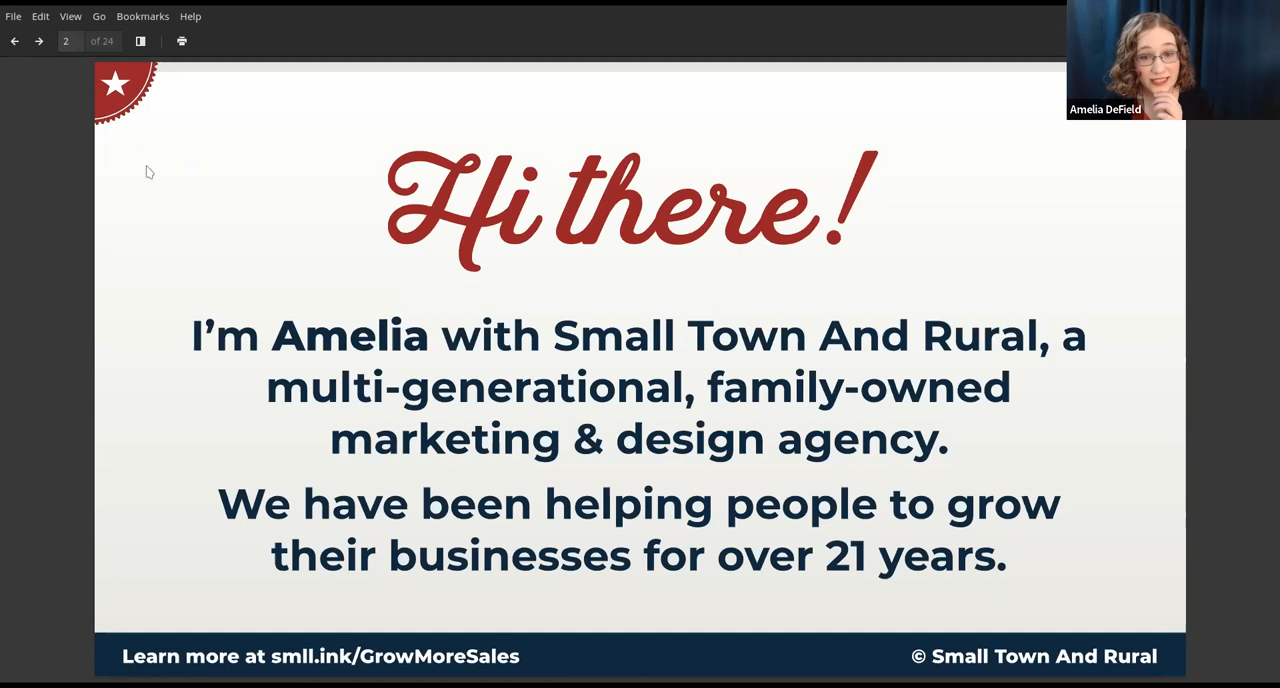 File Edit View Go Bookmarks Help
2 of 24
Amelia DeField
Hi there!
I’m Amelia with Small Town And Rural, a
multi-generational, family-owned
marketing & design agency.
We have been helping people to grow
their businesses for over 21 years.
Learn more at smll.ink/GrowMoreSales
© Small Town And Rural